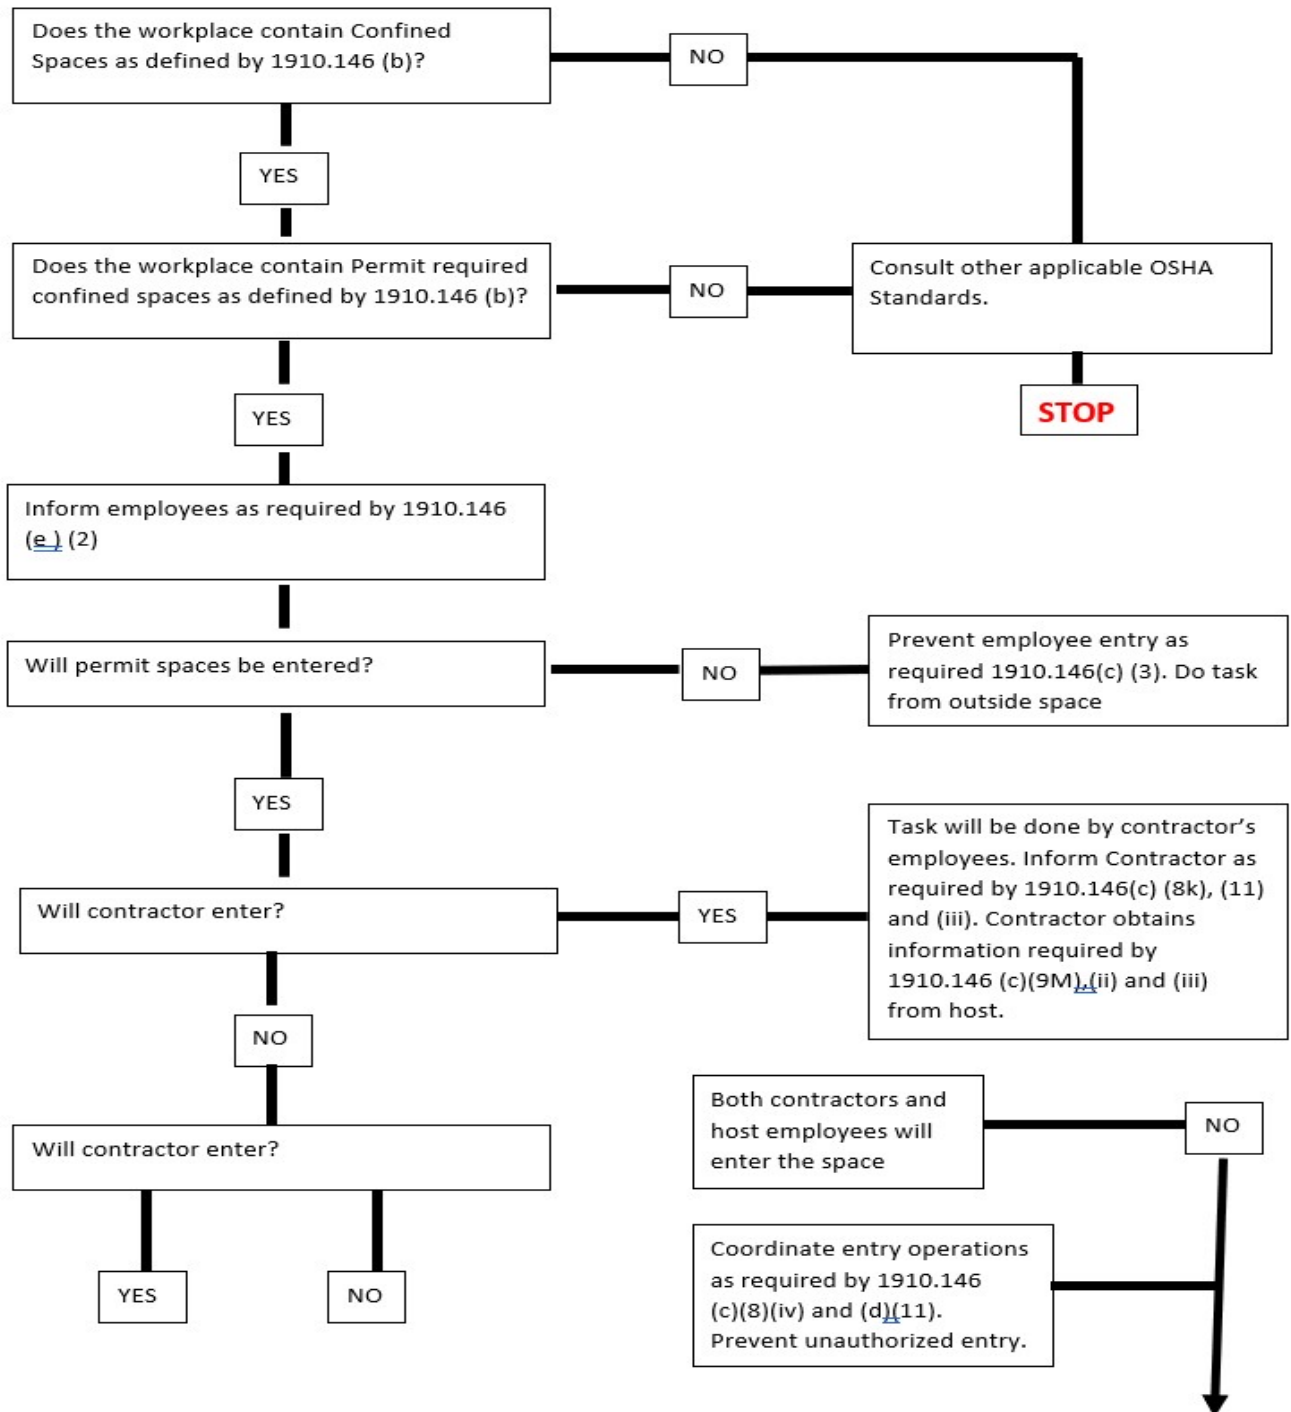 Does the workplace contain Confined
Spaces as defined by 1910.146 (b)?
NO
YES
Does the workplace contain Permit required
confined spaces as defined by 1910.146 (b)?
NO
Consult other applicable OSHA
Standards.
STOP
YES
Inform employees as required by 1910.146
(e ) (2)
Will permit spaces be entered?
NO
Prevent employee entry as
required 1910.146(c) (3). Do task
from outside space
YES
Will contractor enter?
YES
Task will be done by contractor’s
employees. Inform Contractor as
required by 1910.146(c) (8k), (11)
and (iii). Contractor obtains
information required by
1910.146 (c)(9M),(ii) and (iii)
from host.
NO
Will contractor enter?
YES
NO
Both contractors and
host employees will
enter the space
NO
Coordinate entry operations
as required by 1910.146
(c)(8)(iv) and (d)(11).
Prevent unauthorized entry.